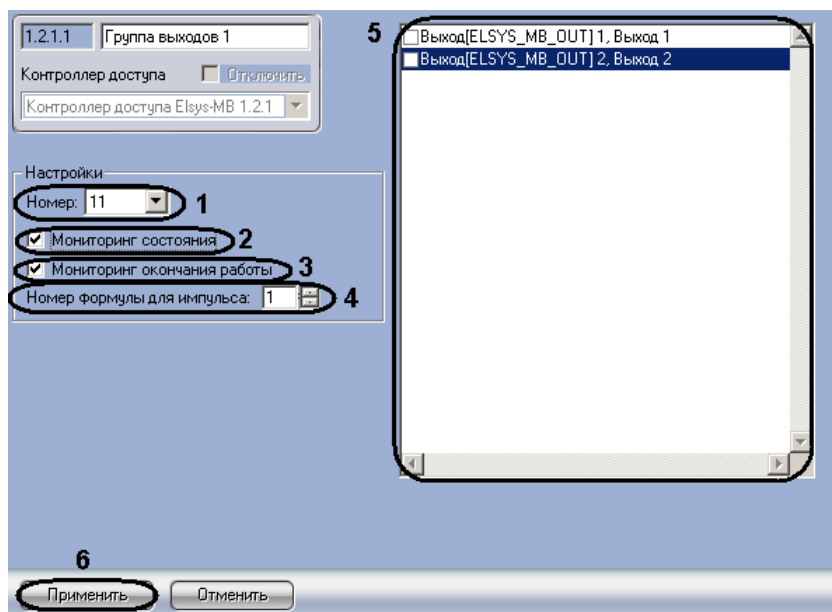 1.2.1.1 Группа выходов 1
Контроллер доступа Отключить
Контроллер доступа Elsys-MB 1.2.1
Настройки
Номер: 11 1
Мониторинг состояния 2
Мониторинг окончания работы 3
Номер формулы для импульса: 1 4
5
Выход[ELSYS_MB_OUT] 1, Выход 1
Выход[ELSYS_MB_OUT] 2, Выход 2
6
Применить Отменить